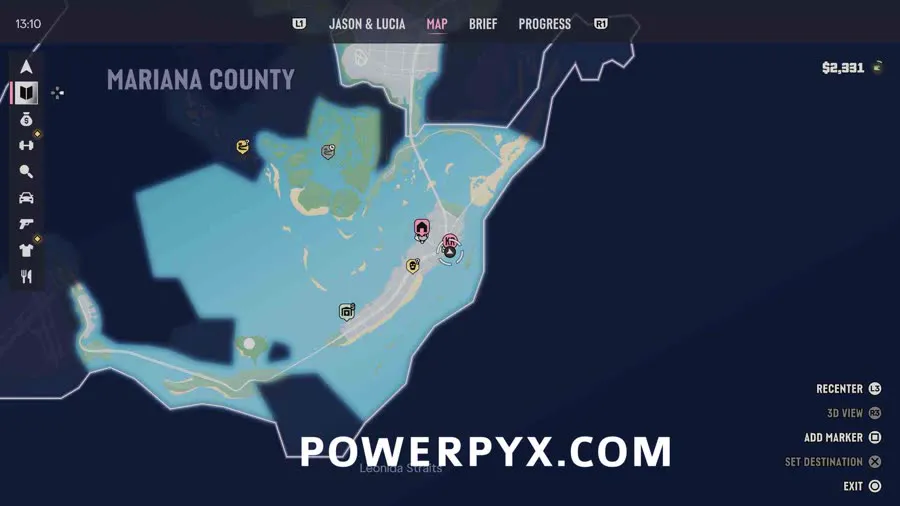 13:10
L1 JASON & LUCIA MAP BRIEF PROGRESS R1
$2,331
MARIANA COUNTY
RECENTER L3
3D VIEW R3
ADD MARKER
SET DESTINATION
EXIT
POWERPYX.COM
Leonida Straits